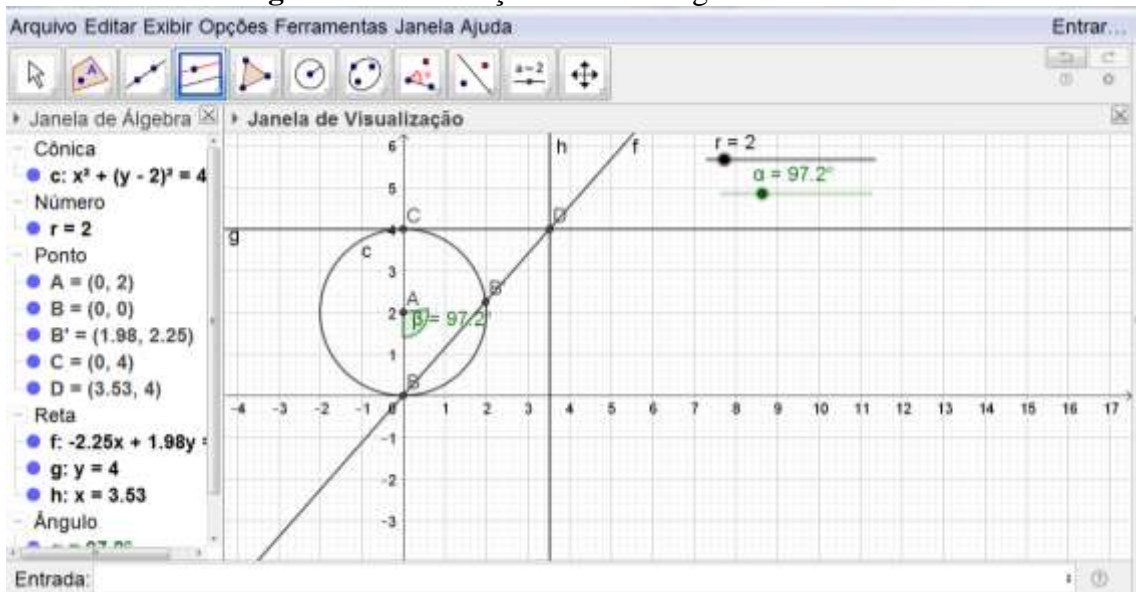 Arquivo Editar Exibir Opções Ferramentas Janela Ajuda Entrar...
a=2
Janela de Álgebra Janela de Visualização
Cônica
c: x² + (y - 2)² = 4
Número
r = 2
Ponto
A = (0, 2)
B = (0, 0)
B' = (1.98, 2.25)
C = (0, 4)
D = (3.53, 4)
Reta
f: -2.25x + 1.98y =
g: y = 4
h: x = 3.53
Ângulo
h
f
r = 2
α = 97.2°
g
C
c
D
A
β = 97.2°
B
6
5
4
3
2
1
-4 -3 -2 -1 0 1 2 3 4 5 6 7 8 9 10 11 12 13 14 15 16 17
-1
-2
-3
Entrada: